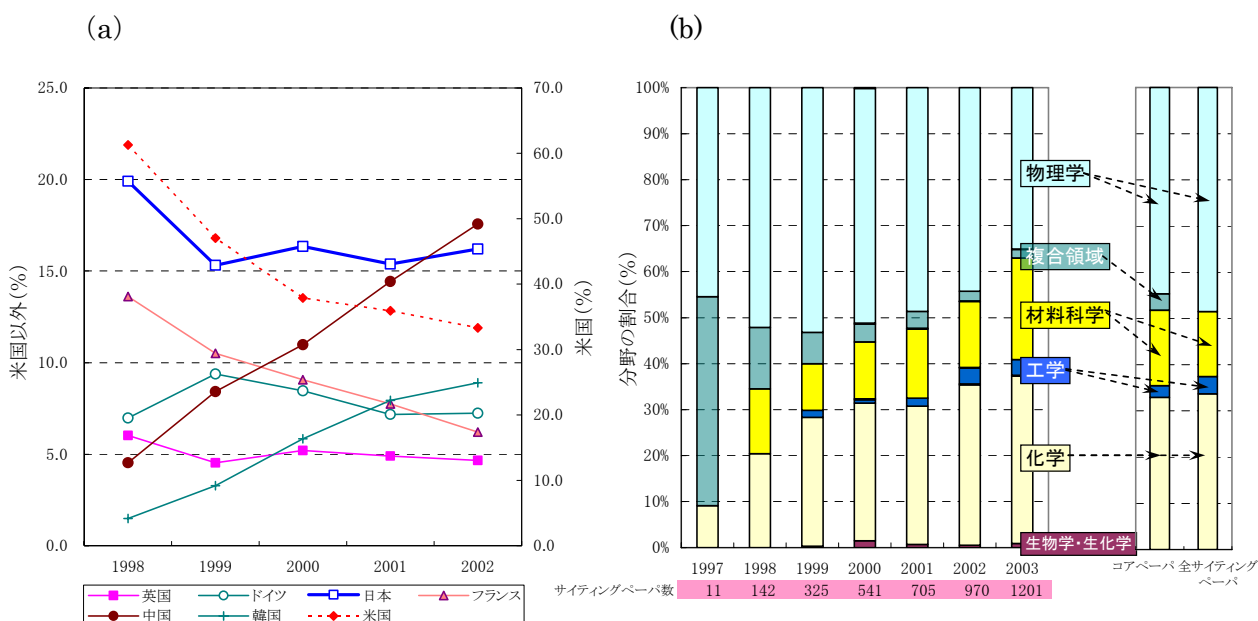 (a)
25.0
20.0
15.0
10.0
5.0
0.0
米国以外(%)
70.0
60.0
50.0
40.0
30.0
20.0
10.0
0.0
米国(%)
1998 1999 2000 2001 2002
英国 ドイツ 日本 フランス
中国 韓国 米国
(b)
100%
90%
80%
70%
60%
50%
40%
30%
20%
10%
0%
分野の割合(%)
物理学
複合領域
材料科学
工学
化学
生物学・生化学
1997 1998 1999 2000 2001 2002 2003
コアペーパ 全サイティング
ペーパ
サイティングペーパ数 11 142 325 541 705 970 1201